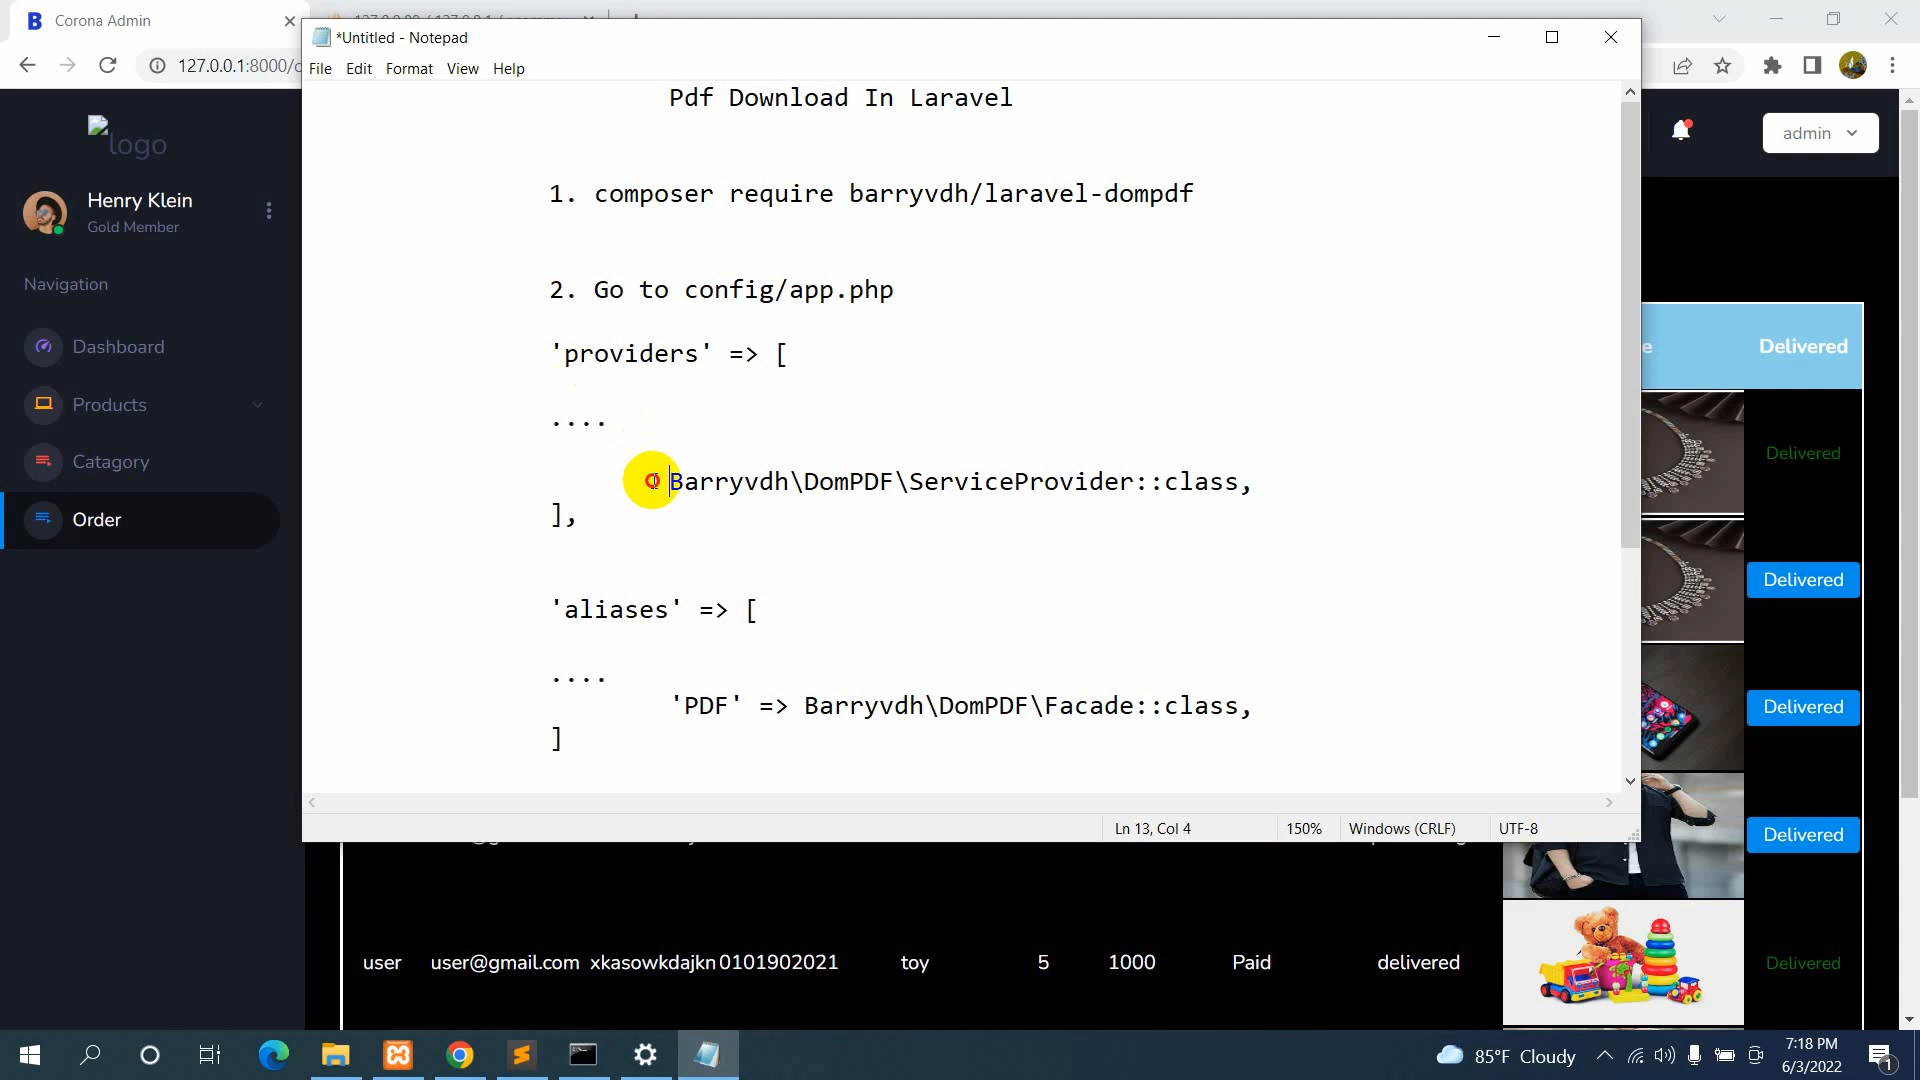 Corona Admin
*Untitled - Notepad
127.0.0.1:8000/o
File Edit Format View Help
Pdf Download In Laravel
1. composer require barryvdh/laravel-dompdf
2. Go to config/app.php
'providers' => [
....
Barryvdh\DomPDF\ServiceProvider::class,
],
'aliases' => [
....
'PDF' => Barryvdh\DomPDF\Facade::class,
]
Ln 13, Col 4
150%
Windows (CRLF)
UTF-8
logo
Henry Klein
Gold Member
Navigation
Dashboard
Products
Catagory
Order
admin
e
Delivered
Delivered
Delivered
Delivered
Delivered
user user@gmail.com xkasowkdajkn 0101902021 toy 5 1000 Paid delivered Delivered
85°F Cloudy
7:18 PM
6/3/2022
1